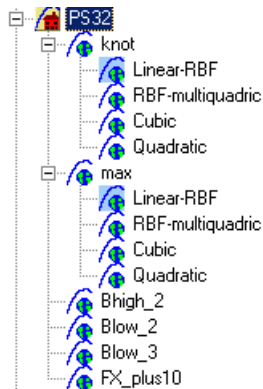 PS32
knot
Linear-RBF
RBF-multiquadric
Cubic
Quadratic
max
Linear-RBF
RBF-multiquadric
Cubic
Quadratic
Bhigh_2
Blow_2
Blow_3
FX_plus10